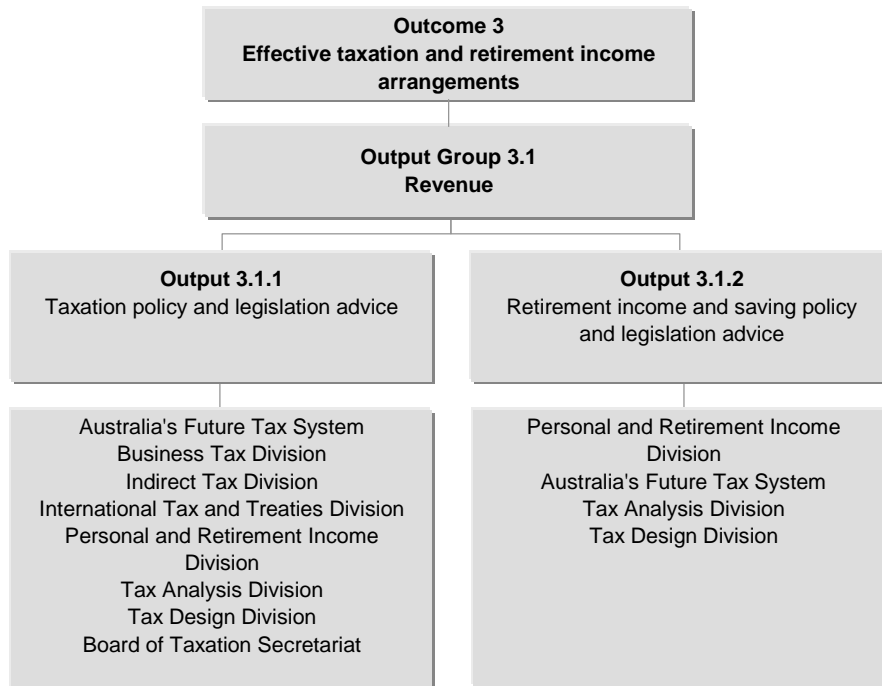 Outcome 3
Effective taxation and retirement income
arrangements
Output Group 3.1
Revenue
Output 3.1.1
Taxation policy and legislation advice
Output 3.1.2
Retirement income and saving policy
and legislation advice
Australia's Future Tax System
Business Tax Division
Indirect Tax Division
International Tax and Treaties Division
Personal and Retirement Income
Division
Tax Analysis Division
Tax Design Division
Board of Taxation Secretariat
Personal and Retirement Income
Division
Australia's Future Tax System
Tax Analysis Division
Tax Design Division